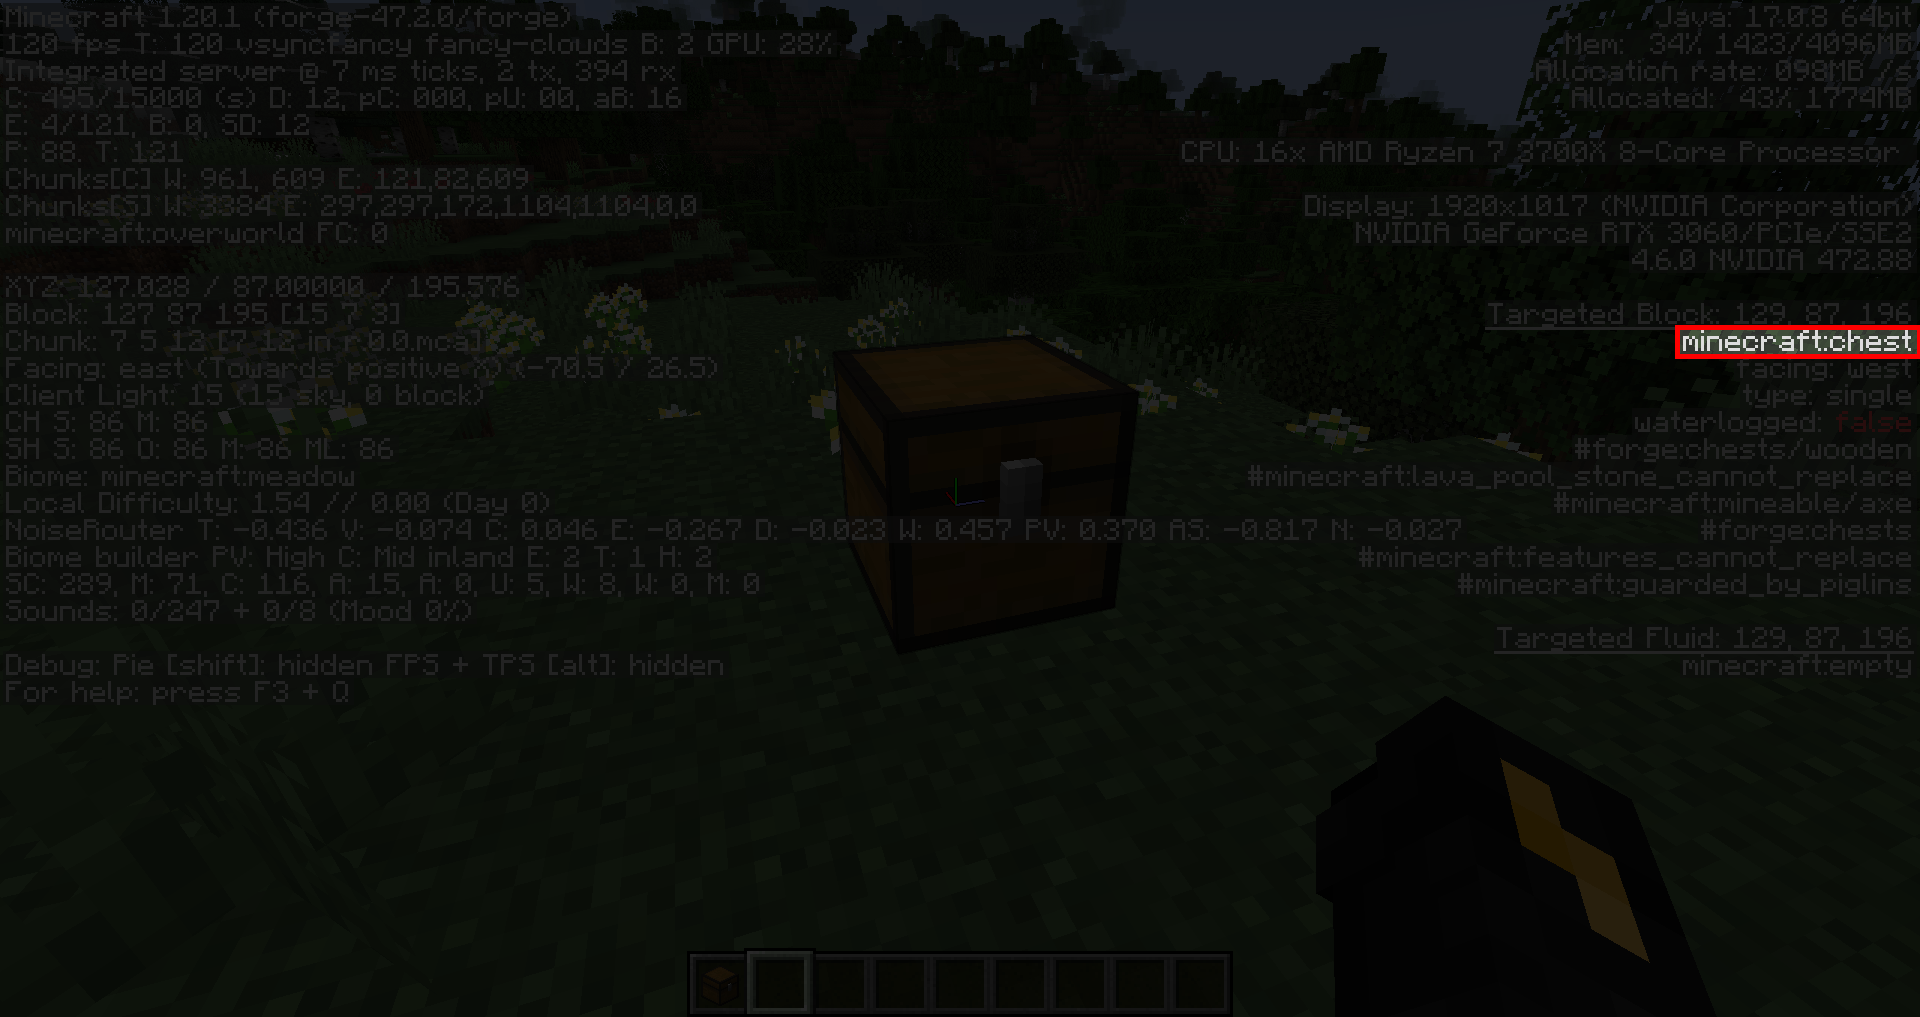 Minecraft 1.20.1 (forge-47.2.0/forge)
120 fps T: 120 vsyncfancy fancy-clouds B: 2 GPU: 28%
Integrated server @ 7 ms ticks, 2 tx, 394 rx
C: 495/15000 (s) D: 12, pC: 000, pU: 00, aB: 16
E: 4/121, B: 0, SD: 12
P: 88. T: 121
Chunks[C] W: 961, 609 E: 121,82,609
Chunks[S] W: 3384 E: 297,297,172,1104,1104,0,0
minecraft:overworld FC: 0
XYZ: 127.028 / 87.00000 / 195.576
Block: 127 87 195 [15 7 3]
Chunk: 7 5 12 [7 12 in r.0.0.mca]
Facing: east (Towards positive X) (-70.5 / 26.5)
Client Light: 15 (15 sky, 0 block)
CH S: 86 M: 86
SH S: 86 O: 86 M: 86 ML: 86
Biome: minecraft:meadow
Local Difficulty: 1.54 // 0.00 (Day 0)
NoiseRouter T: -0.436 V: -0.074 C: 0.046 E: -0.267 D: -0.023 W: 0.457 PV: 0.370 AS: -0.817 N: -0.027
Biome builder PV: High C: Mid inland E: 2 T: 1 H: 2
SC: 289, M: 71, C: 116, A: 15, A: 0, U: 5, W: 8, W: 0, M: 0
Sounds: 0/247 + 0/8 (Mood 0%)
Debug: Pie [shift]: hidden FPS + TPS [alt]: hidden
For help: press F3 + Q
Java: 17.0.8 64bit
Mem: 34% 1423/4096MB
Allocation rate: 098MB /s
Allocated: 43% 1774MB
CPU: 16x AMD Ryzen 7 3700X 8-Core Processor
Display: 1920x1017 (NVIDIA Corporation)
NVIDIA GeForce RTX 3060/PCIe/SSE2
4.6.0 NVIDIA 472.88
Targeted Block: 129, 87, 196
minecraft:chest
facing: west
type: single
waterlogged: false
#forge:chests/wooden
#minecraft:lava_pool_stone_cannot_replace
#minecraft:mineable/axe
#forge:chests
#minecraft:features_cannot_replace
#minecraft:guarded_by_piglins
Targeted Fluid: 129, 87, 196
minecraft:empty